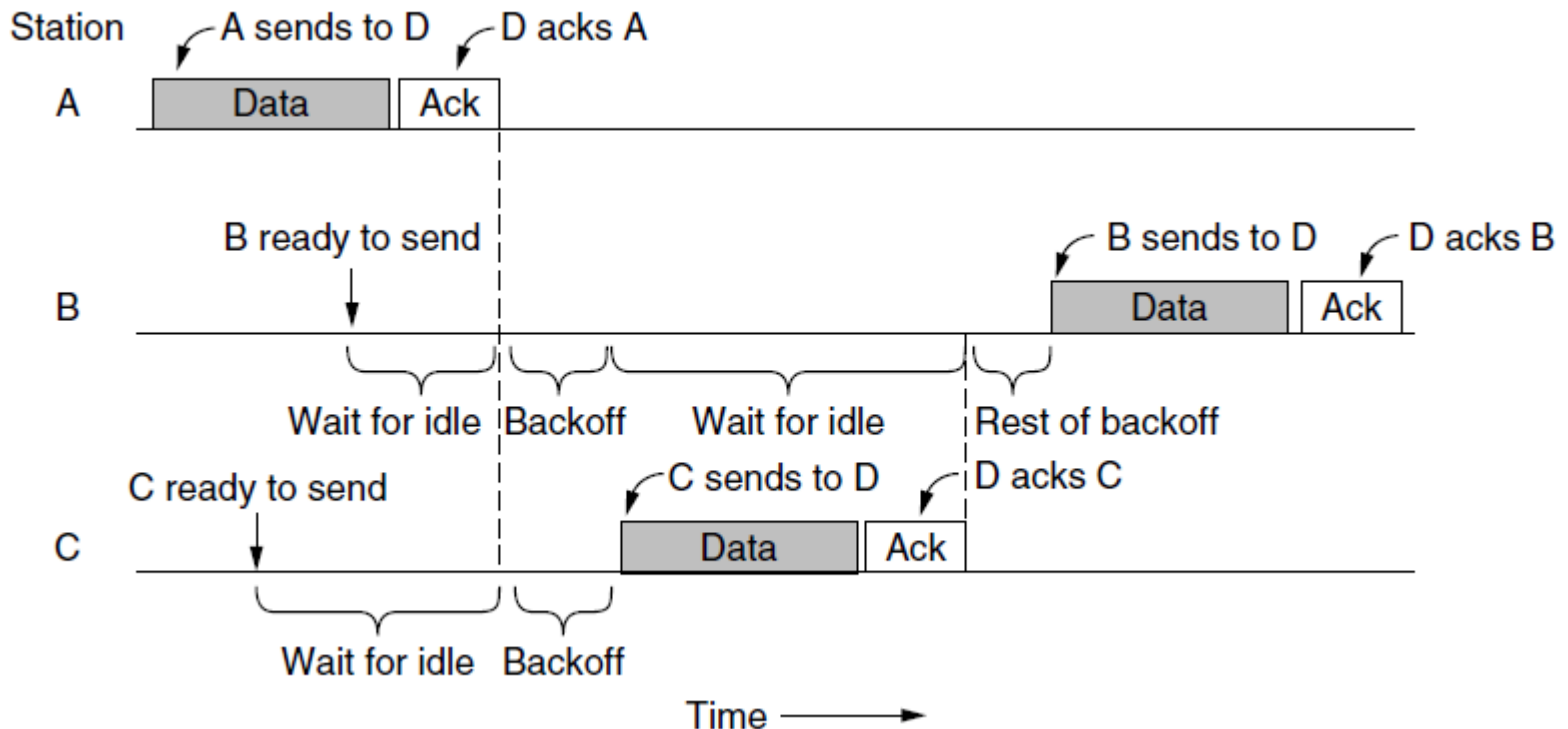 Station
A sends to D
D acks A
A
Data
Ack
B ready to send
B sends to D
D acks B
B
Data
Ack
Wait for idle
Backoff
Wait for idle
Rest of backoff
C ready to send
C sends to D
D acks C
C
Data
Ack
Wait for idle
Backoff
Time